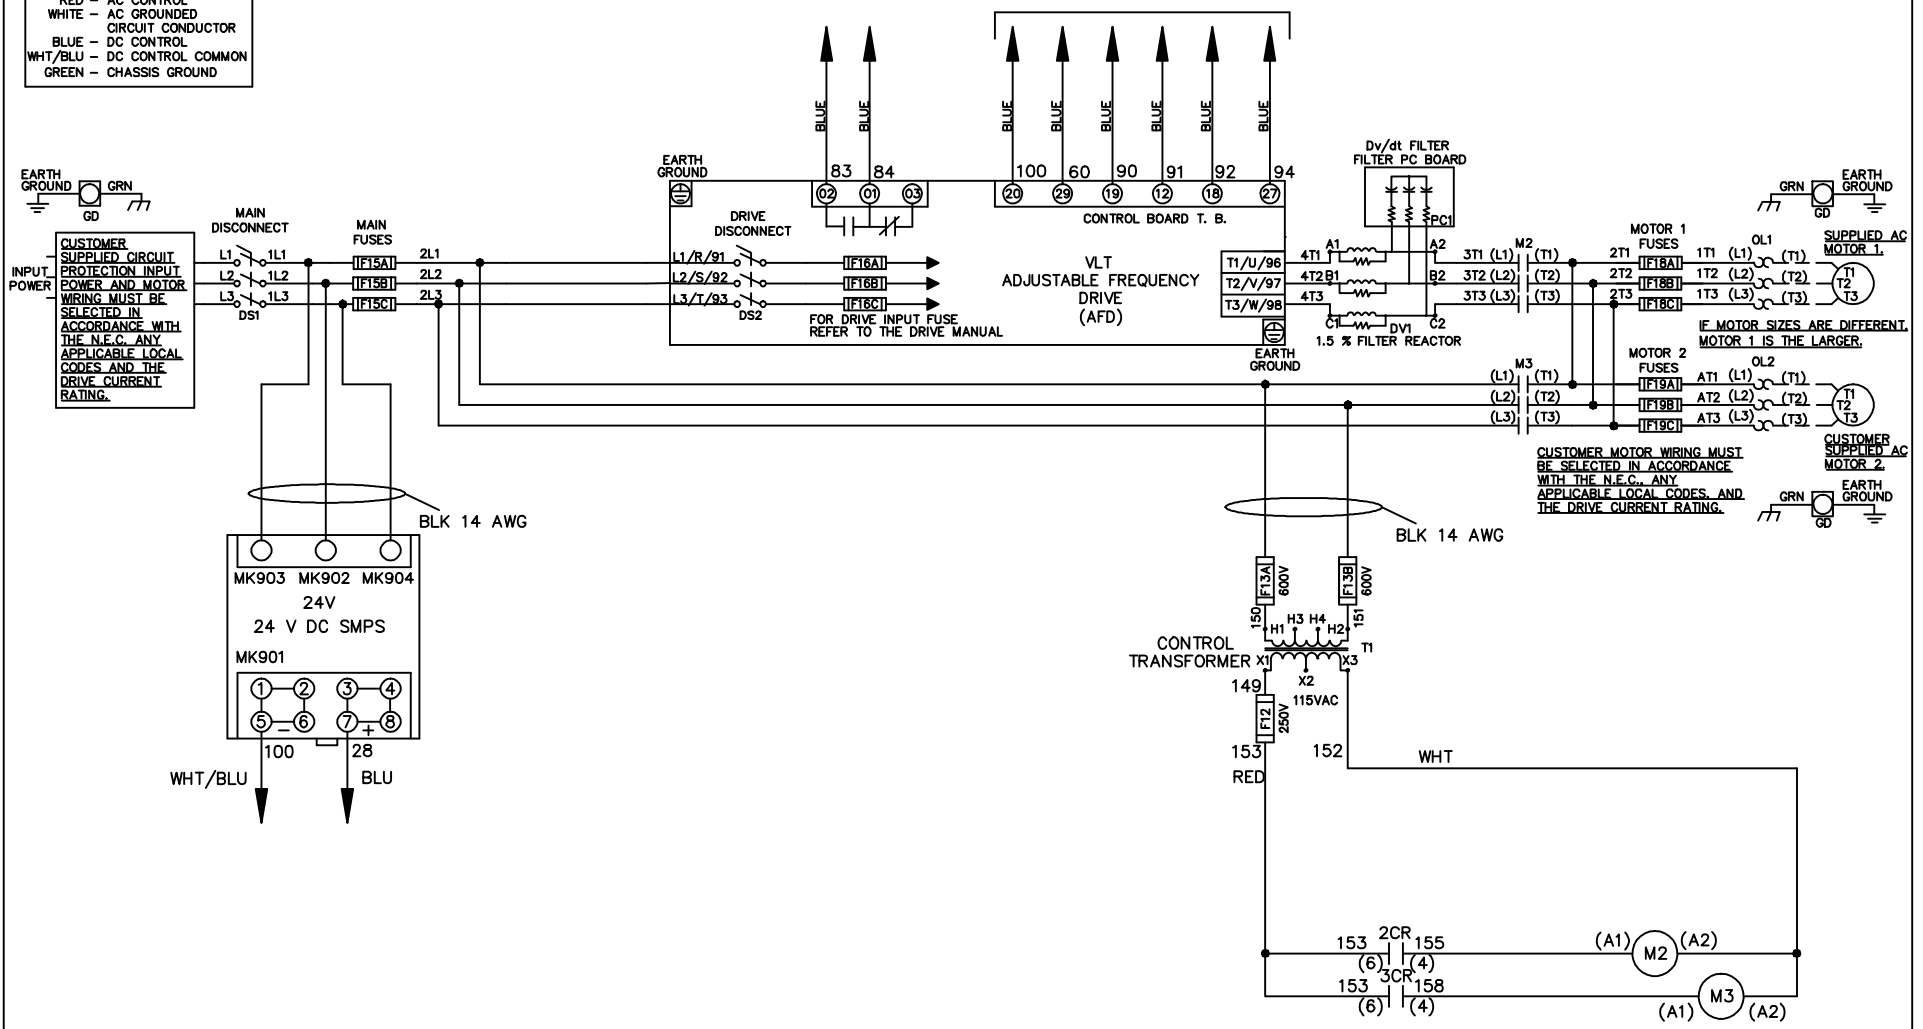 RED - AC CONTROL
WHITE - AC GROUNDED
CIRCUIT CONDUCTOR
BLUE - DC CONTROL
WHT/BLU - DC CONTROL COMMON
GREEN - CHASSIS GROUND
BLUE
BLUE
BLUE
BLUE
BLUE
BLUE
BLUE
BLUE
EARTH
GROUND
GRN
GD
MAIN
DISCONNECT
MAIN
FUSES
INPUT
POWER
CUSTOMER
SUPPLIED CIRCUIT
PROTECTION INPUT
POWER AND MOTOR
WIRING MUST BE
SELECTED IN
ACCORDANCE WITH
THE N.E.C. ANY
APPLICABLE LOCAL
CODES AND THE
DRIVE CURRENT
RATING.
L1 1L1 F15A 2L1
L2 1L2 F15B 2L2
L3 1L3 F15C 2L3
DS1
EARTH
GROUND
83 84
02 01 03
100 60 90 91 92 94
20 29 19 12 18 27
CONTROL BOARD T. B.
DRIVE
DISCONNECT
L1/R/91 F16A
L2/S/92 F16B
L3/T/93 F16C
DS2
FOR DRIVE INPUT FUSE
REFER TO THE DRIVE MANUAL
VLT
ADJUSTABLE FREQUENCY
DRIVE
(AFD)
T1/U/96
T2/V/97
T3/W/98
EARTH
GROUND
Dv/dt FILTER
FILTER PC BOARD
PC1
4T1 A1 A2
4T2 B1 B2
4T3 C1 C2
DV1
1.5 % FILTER REACTOR
M2
3T1 (L1) (T1)
3T2 (L2) (T2)
3T3 (L3) (T3)
MOTOR 1
FUSES
2T1 F18A 1T1 (L1) (T1)
2T2 F18B 1T2 (L2) (T2)
2T3 F18C 1T3 (L3) (T3)
OL1
GRN
GD
EARTH
GROUND
SUPPLIED AC
MOTOR 1.
T1
T2
T3
IF MOTOR SIZES ARE DIFFERENT.
MOTOR 1 IS THE LARGER.
M3
(L1) (T1)
(L2) (T2)
(L3) (T3)
MOTOR 2
FUSES
F19A AT1 (L1) (T1)
F19B AT2 (L2) (T2)
F19C AT3 (L3) (T3)
OL2
T1
T2
T3
CUSTOMER
SUPPLIED AC
MOTOR 2.
CUSTOMER MOTOR WIRING MUST
BE SELECTED IN ACCORDANCE
WITH THE N.E.C., ANY
APPLICABLE LOCAL CODES, AND
THE DRIVE CURRENT RATING.
GRN
GD
EARTH
GROUND
BLK 14 AWG
MK903 MK902 MK904
24V
24 V DC SMPS
MK901
1 2 3 4
5 6 7 8
- +
100 28
WHT/BLU BLU
BLK 14 AWG
F13A 600V
F13B 600V
150 151
H1 H3 H4 H2
T1
CONTROL
TRANSFORMER
X1 X3
X2
115VAC
149
F12 250V
153 152
RED WHT
2CR
153 155
(6) (4)
(A1) M2 (A2)
3CR
153 158
(6) (4)
(A1) M3 (A2)